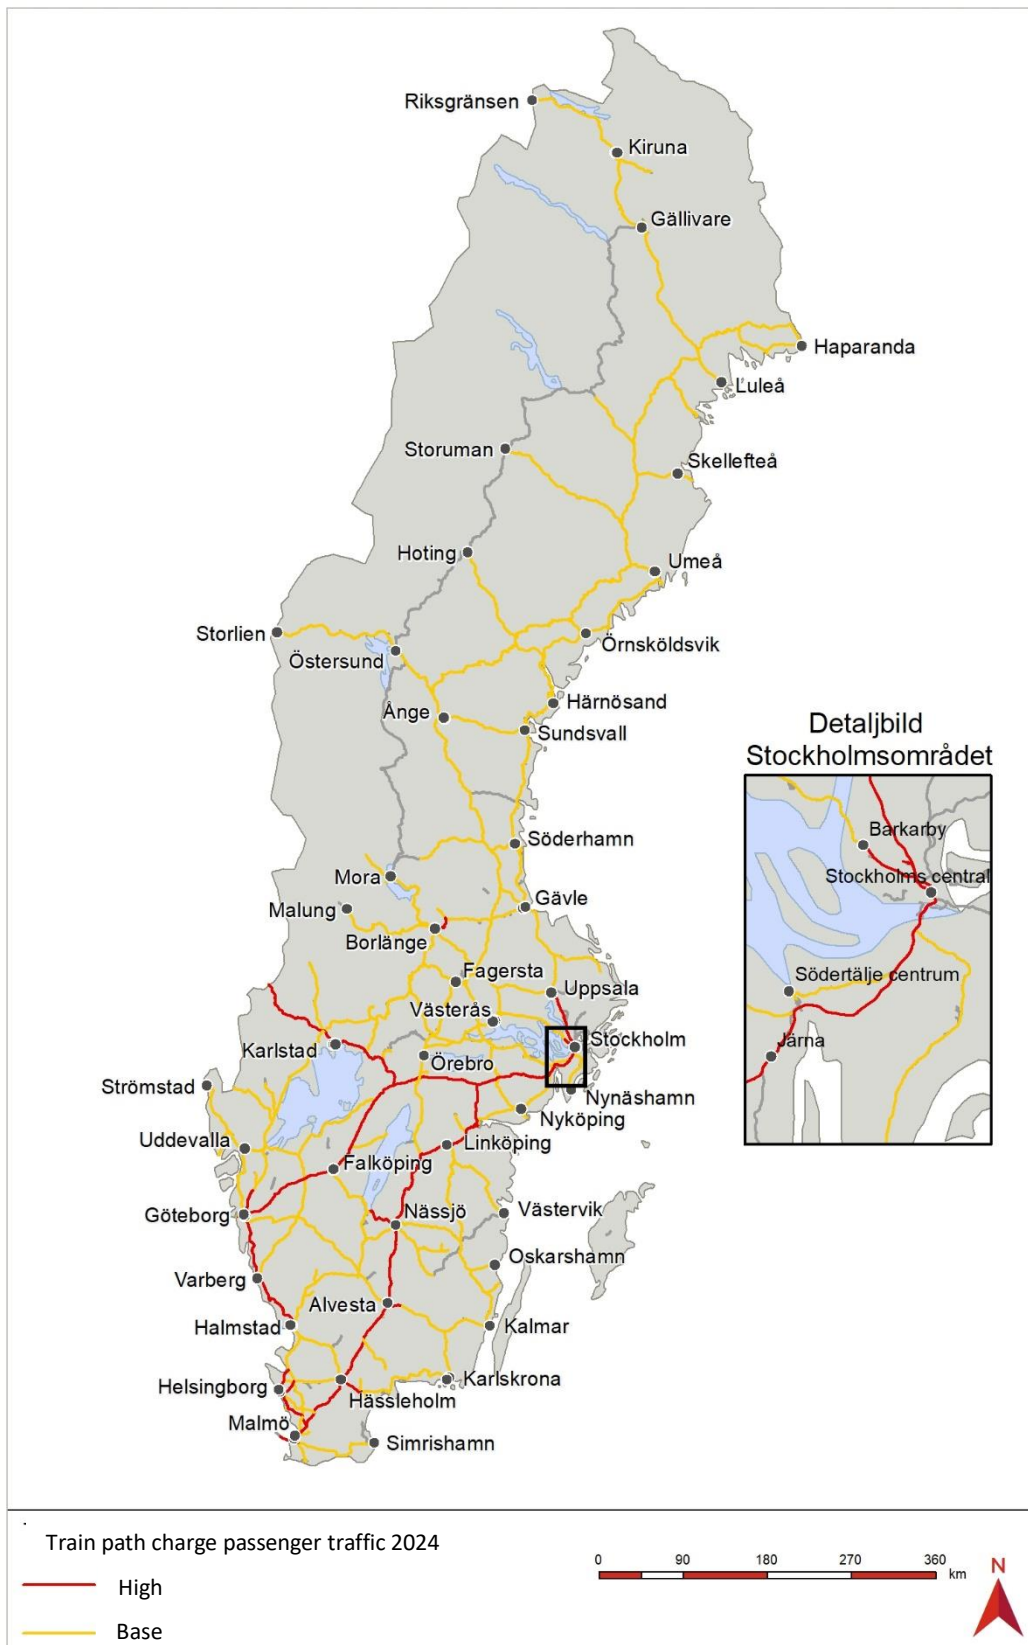 Riksgränsen
Kiruna
Gällivare
Haparanda
Luleå
Storuman
Skellefteå
Hoting
Umeå
Storlien
Östersund
Örnsköldsvik
Härnösand
Ånge
Sundsvall
Detaljbild
Stockholmsområdet
Barkarby
Stockholms central
Södertälje centrum
Järna
Söderhamn
Mora
Malung
Gävle
Borlänge
Fagersta
Uppsala
Västerås
Stockholm
Karlstad
Örebro
Strömstad
Nynäshamn
Nyköping
Uddevalla
Linköping
Falköping
Göteborg
Nässjö
Västervik
Oskarshamn
Varberg
Alvesta
Halmstad
Kalmar
Helsingborg
Hässleholm
Karlskrona
Malmö
Simrishamn
Train path charge passenger traffic 2024
High
Base
0 90 180 270 360
km
N